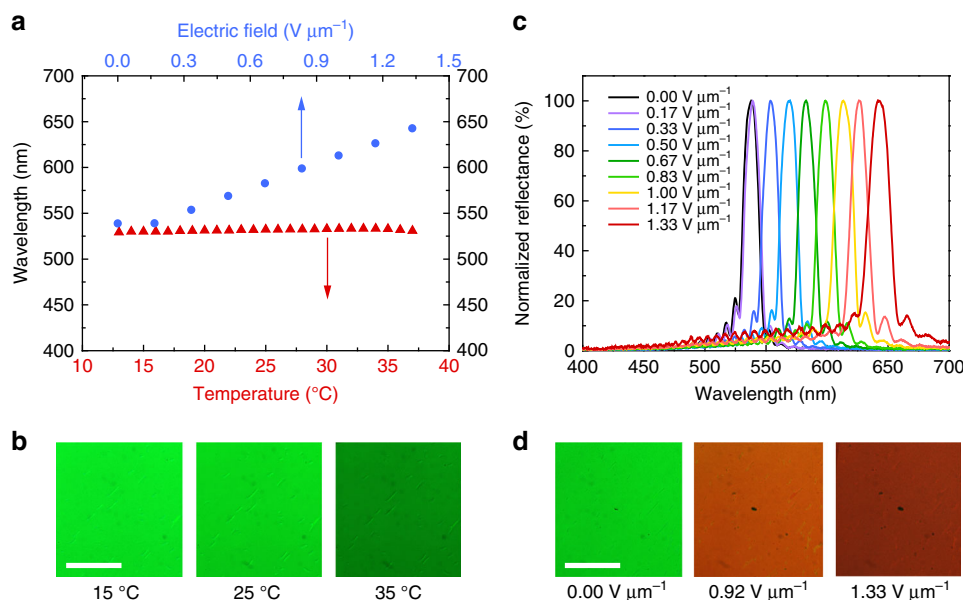 a
Electric field (V μm⁻¹)
0.0 0.3 0.6 0.9 1.2 1.5
700 650 600 550 500 450 400
Wavelength (nm)
700 650 600 550 500 450 400
10 15 20 25 30 35 40
Temperature (°C)
c
Normalized reflectance (%)
100 80 60 40 20 0
0.00 V μm⁻¹
0.17 V μm⁻¹
0.33 V μm⁻¹
0.50 V μm⁻¹
0.67 V μm⁻¹
0.83 V μm⁻¹
1.00 V μm⁻¹
1.17 V μm⁻¹
1.33 V μm⁻¹
400 500 550 600 650 700
Wavelength (nm)
b
15 °C 25 °C 35 °C
d
0.00 V μm⁻¹ 0.92 V μm⁻¹ 1.33 V μm⁻¹